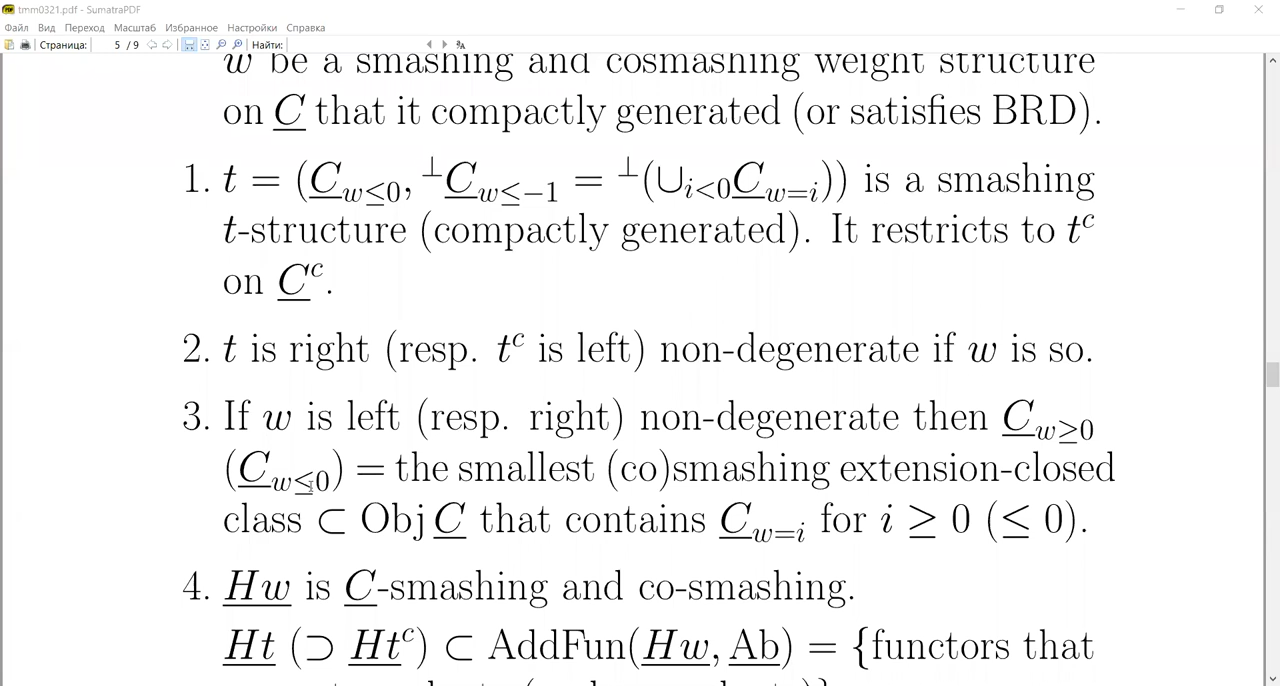 tmm0321.pdf - SumatraPDF
Файл Вид Переход Масштаб Избранное Настройки Справка
Страница: 5 / 9 Найти:
w be a smashing and cosmashing weight structure
on C that it compactly generated (or satisfies BRD).
1. t = (C_{w≤0}, ^⊥C_{w≤−1} = ^⊥(∪_{i<0}C_{w=i})) is a smashing
t-structure (compactly generated). It restricts to t^c
on C^c.
2. t is right (resp. t^c is left) non-degenerate if w is so.
3. If w is left (resp. right) non-degenerate then C_{w≥0}
(C_{w≤0}) = the smallest (co)smashing extension-closed
class ⊂ Obj C that contains C_{w=i} for i ≥ 0 (≤ 0).
4. Hw is C-smashing and co-smashing.
Ht (⊃ Ht^c) ⊂ AddFun(Hw, Ab) = {functors that